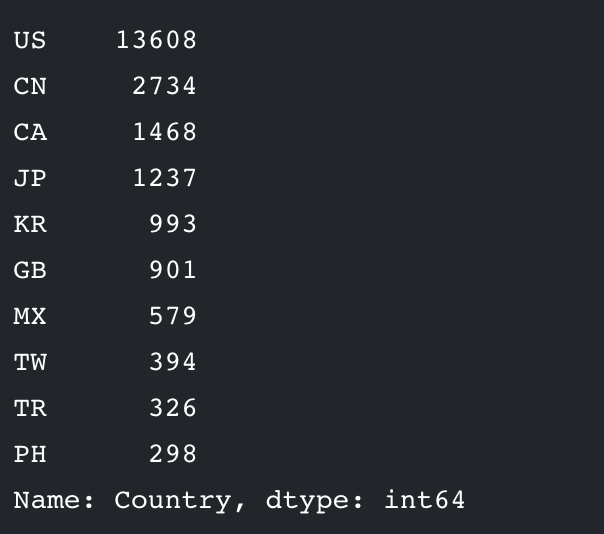 US    13608
CN     2734
CA     1468
JP     1237
KR      993
GB      901
MX      579
TW      394
TR      326
PH      298
Name: Country, dtype: int64